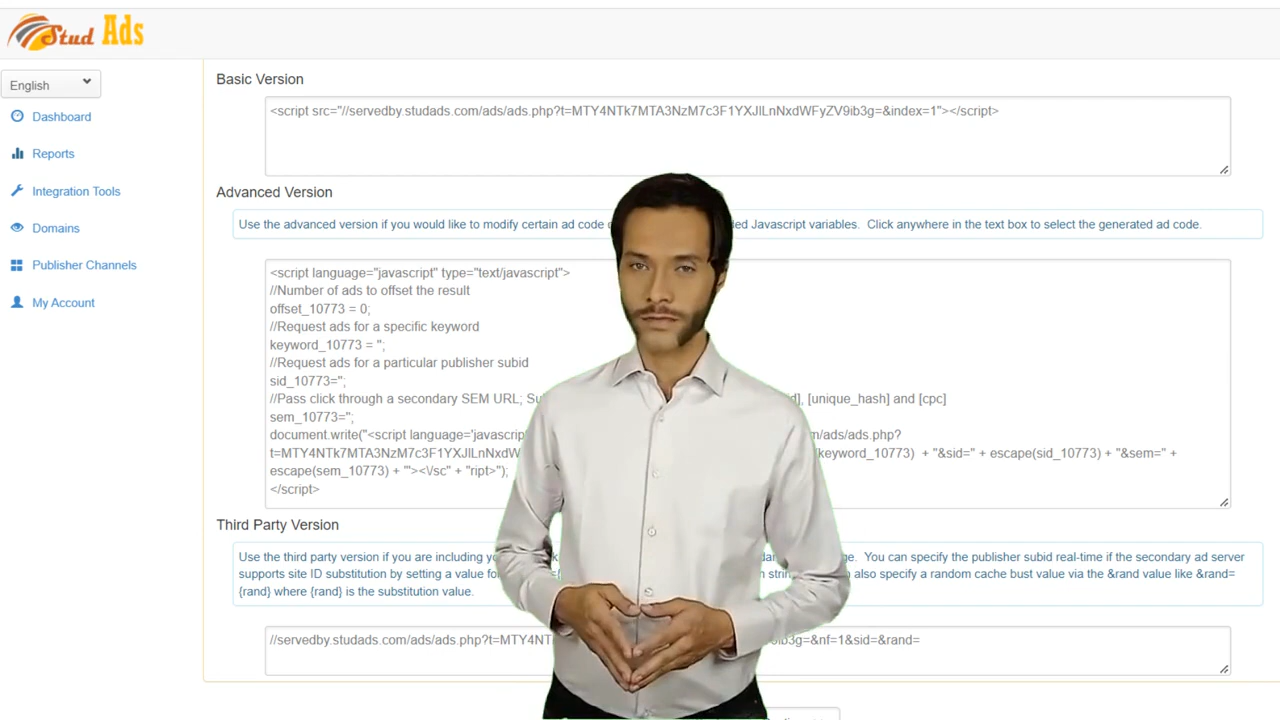 Stud Ads
English
Dashboard
Reports
Integration Tools
Domains
Publisher Channels
My Account
Basic Version
<script src="//servedby.studads.com/ads/ads.php?t=MTY4NTk7MTA3NzM7c3F1YXJlLnNxdWFyZV9ib3g=&index=1"></script>
Advanced Version
Use the advanced version if you would like to modify certain ad code Javascript variables. Click anywhere in the text box to select the generated ad code.
<script language="javascript" type="text/javascript">
//Number of ads to offset the result
offset_10773 = 0;
//Request ads for a specific keyword
keyword_10773 = '';
//Request ads for a particular publisher subid
sid_10773='';
//Pass click through a secondary SEM URL; [unique_hash] and [cpc]
sem_10773='';
document.write("<script language='javascrip m/ads/ads.php?
t=MTY4NTk7MTA3NzM7c3F1YXJlLnNxdW keyword_10773) + "&sid=" + escape(sid_10773) + "&sem=" +
escape(sem_10773) + "'><\/sc" + "ript>");
</script>
Third Party Version
Use the third party version if you are including You can specify the publisher subid real-time if the secondary ad server
supports site ID substitution by setting a value also specify a random cache bust value via the &rand value like &rand=
{rand} where {rand} is the substitution value.
//servedby.studads.com/ads/ads.php?t=MTY4NT ib3g=&nf=1&sid=&rand=